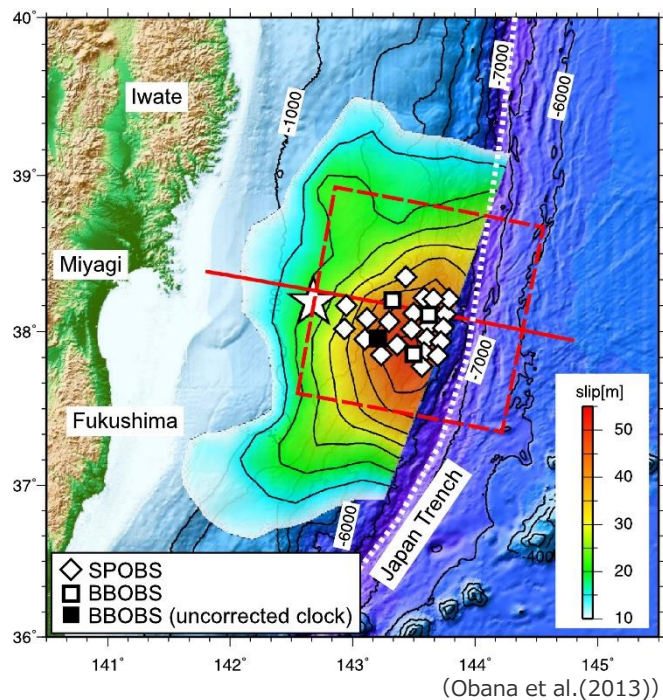 40°
39°
38°
37°
36°
Iwate
Miyagi
Fukushima
-1000
-7000
-6000
-7000
-6000
Japan Trench
slip[m]
50
40
30
20
10
SPOBS
BBOBS
BBOBS (uncorrected clock)
141° 142° 143° 144° 145°
(Obana et al.(2013))